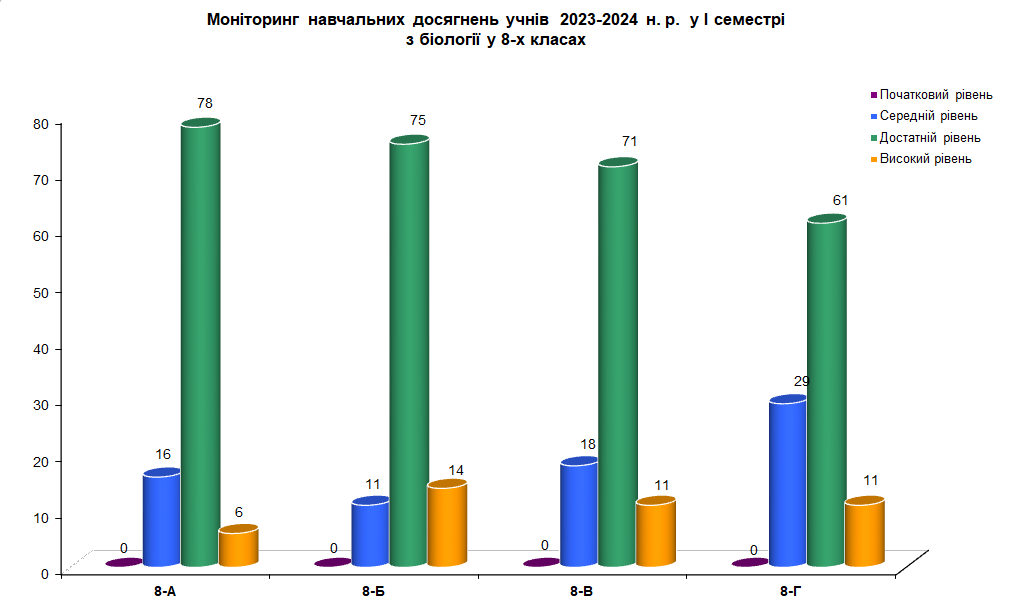 Моніторинг навчальних досягнень учнів 2023-2024 н. р. у І семестрі
з біології у 8-х класах
Початковий рівень
Середній рівень
Достатній рівень
Високий рівень
80
70
60
50
40
30
20
10
0
0
16
78
6
0
11
75
14
0
18
71
11
0
29
61
11
8-А
8-Б
8-В
8-Г